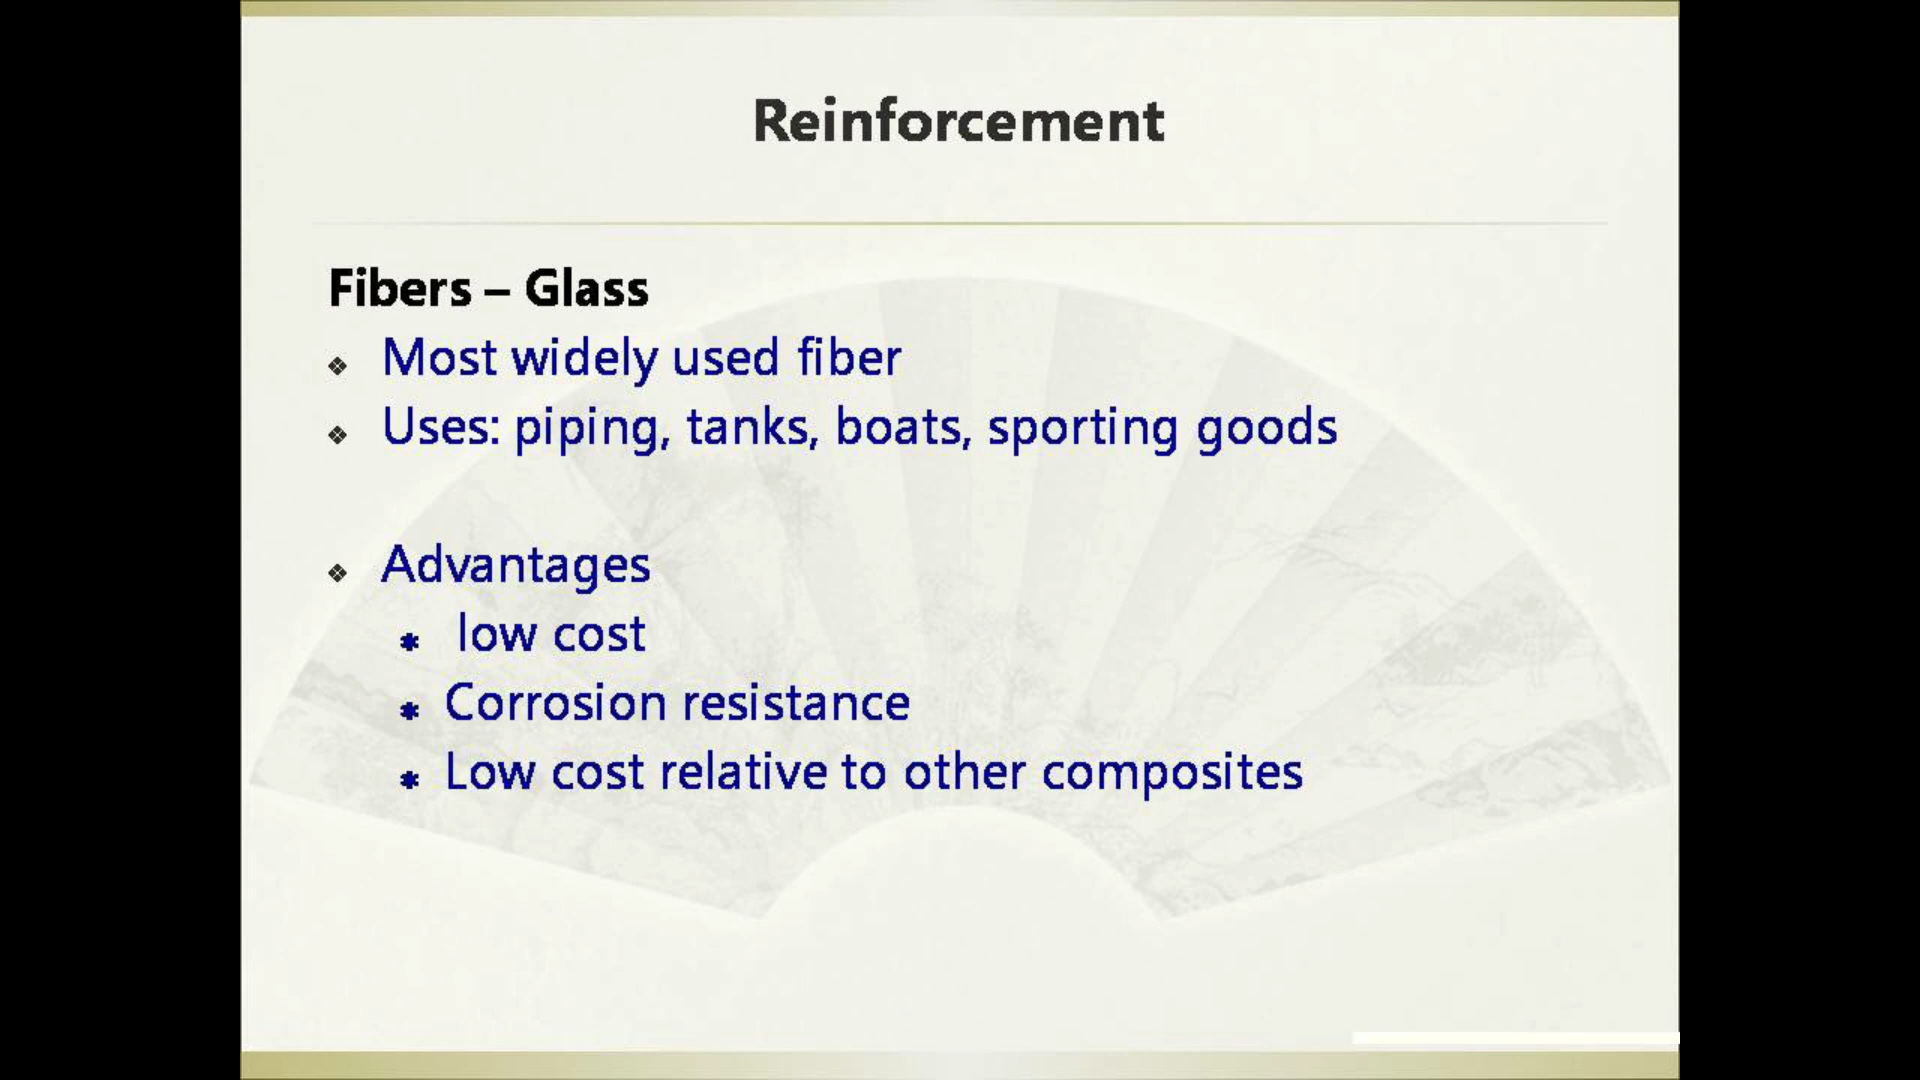 Reinforcement
Fibers – Glass
❖ Most widely used fiber
❖ Uses: piping, tanks, boats, sporting goods
❖ Advantages
* low cost
* Corrosion resistance
* Low cost relative to other composites